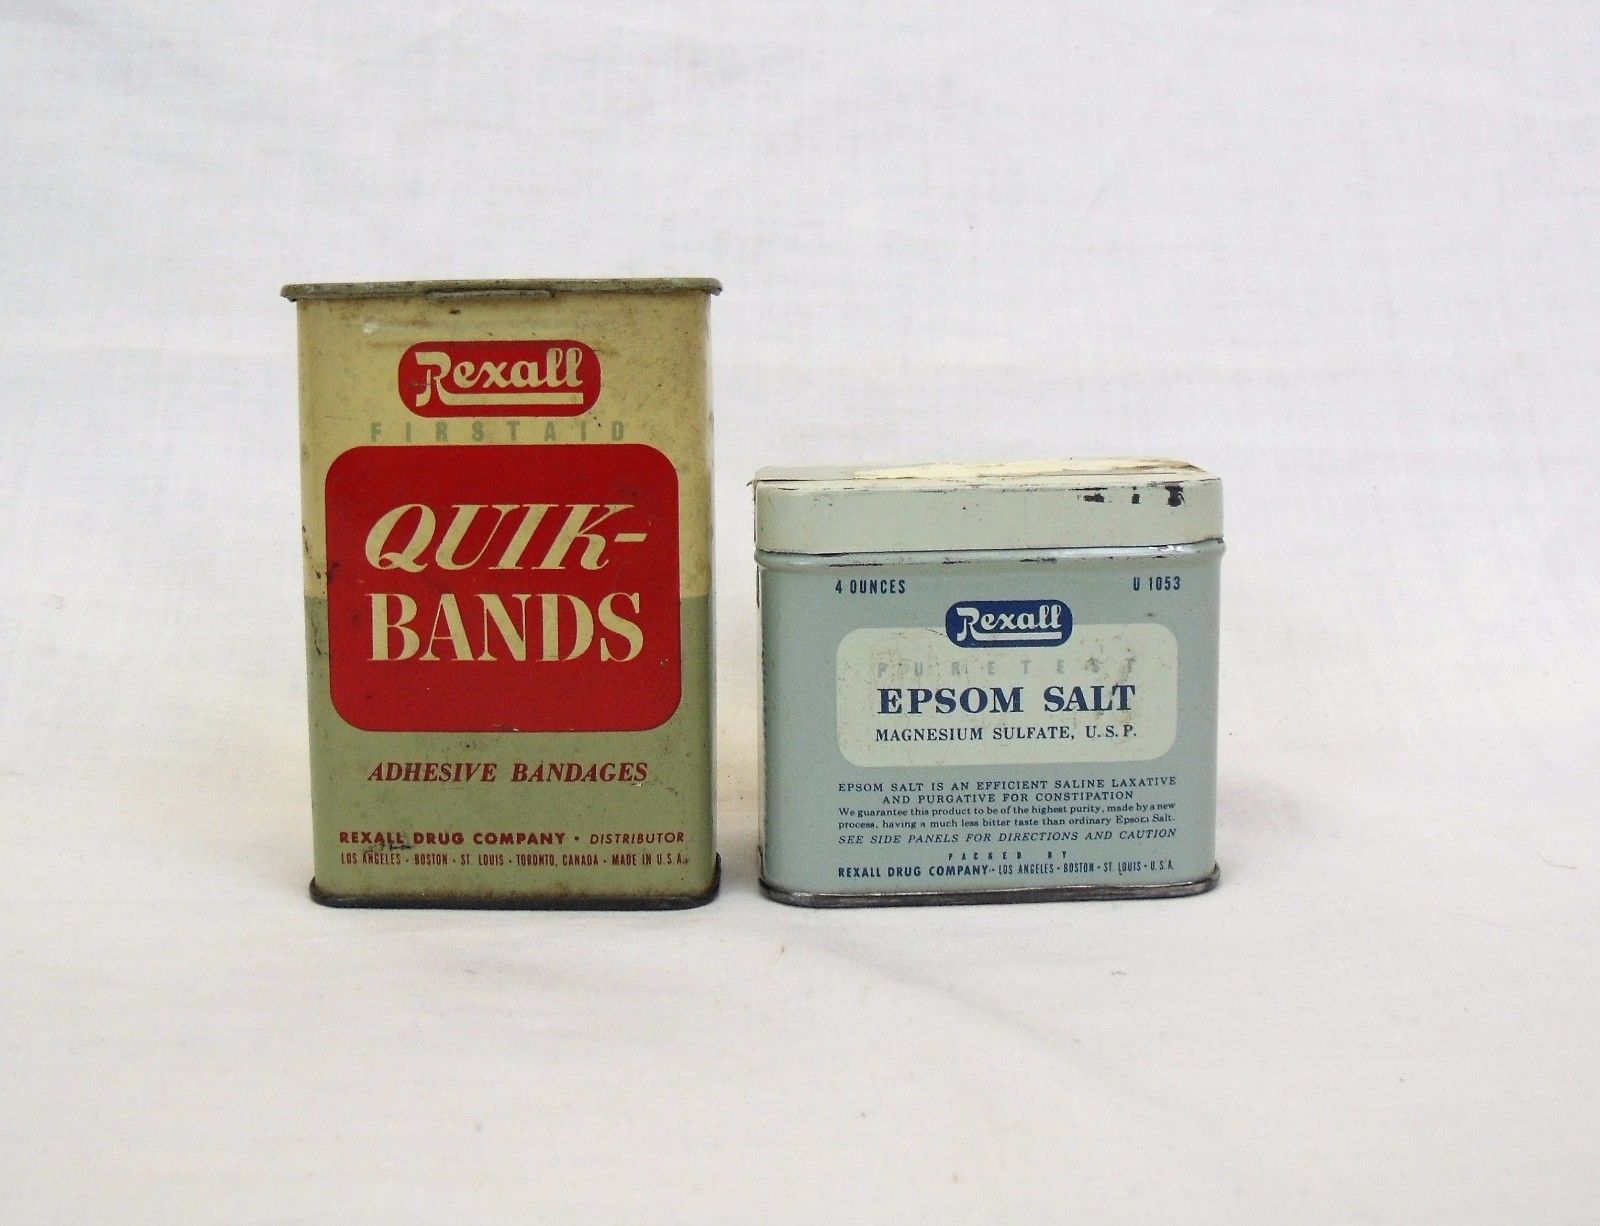 Rexall
FIRSTAID
QUIK-
BANDS
ADHESIVE BANDAGES
REXALL DRUG COMPANY • DISTRIBUTOR
LOS ANGELES • BOSTON • ST. LOUIS • TORONTO, CANADA • MADE IN U.S.A.
4 OUNCES U 1053
Rexall
PURETEST
EPSOM SALT
MAGNESIUM SULFATE, U.S.P.
EPSOM SALT IS AN EFFICIENT SALINE LAXATIVE
AND PURGATIVE FOR CONSTIPATION
We guarantee this product to be of the highest purity, made by a new
process, having a much less bitter taste than ordinary Epsom Salt.
SEE SIDE PANELS FOR DIRECTIONS AND CAUTION
PACKED BY
REXALL DRUG COMPANY • LOS ANGELES • BOSTON • ST. LOUIS • U.S.A.